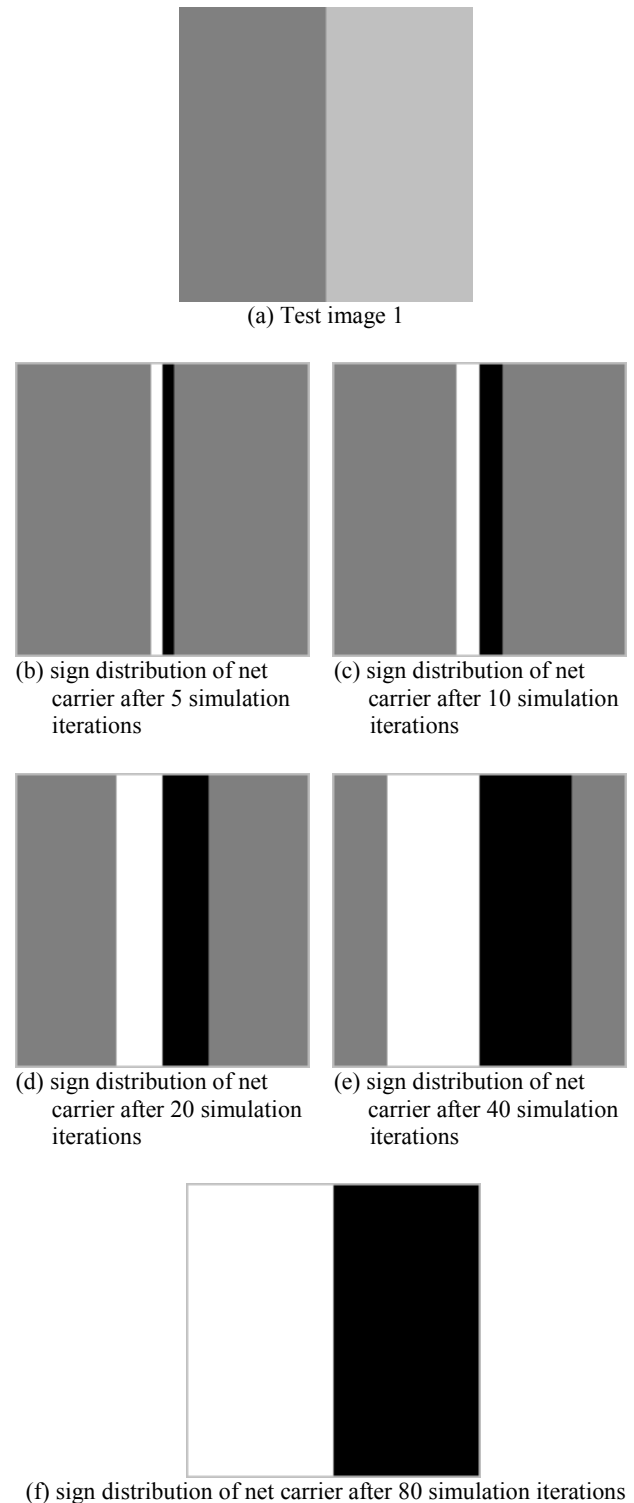 (a) Test image 1
(b) sign distribution of net
carrier after 5 simulation
iterations
(c) sign distribution of net
carrier after 10 simulation
iterations
(d) sign distribution of net
carrier after 20 simulation
iterations
(e) sign distribution of net
carrier after 40 simulation
iterations
(f) sign distribution of net carrier after 80 simulation iterations